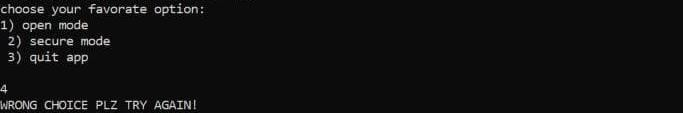 choose your favorate option:
1) open mode
2) secure mode
3) quit app
4
WRONG CHOICE PLZ TRY AGAIN!